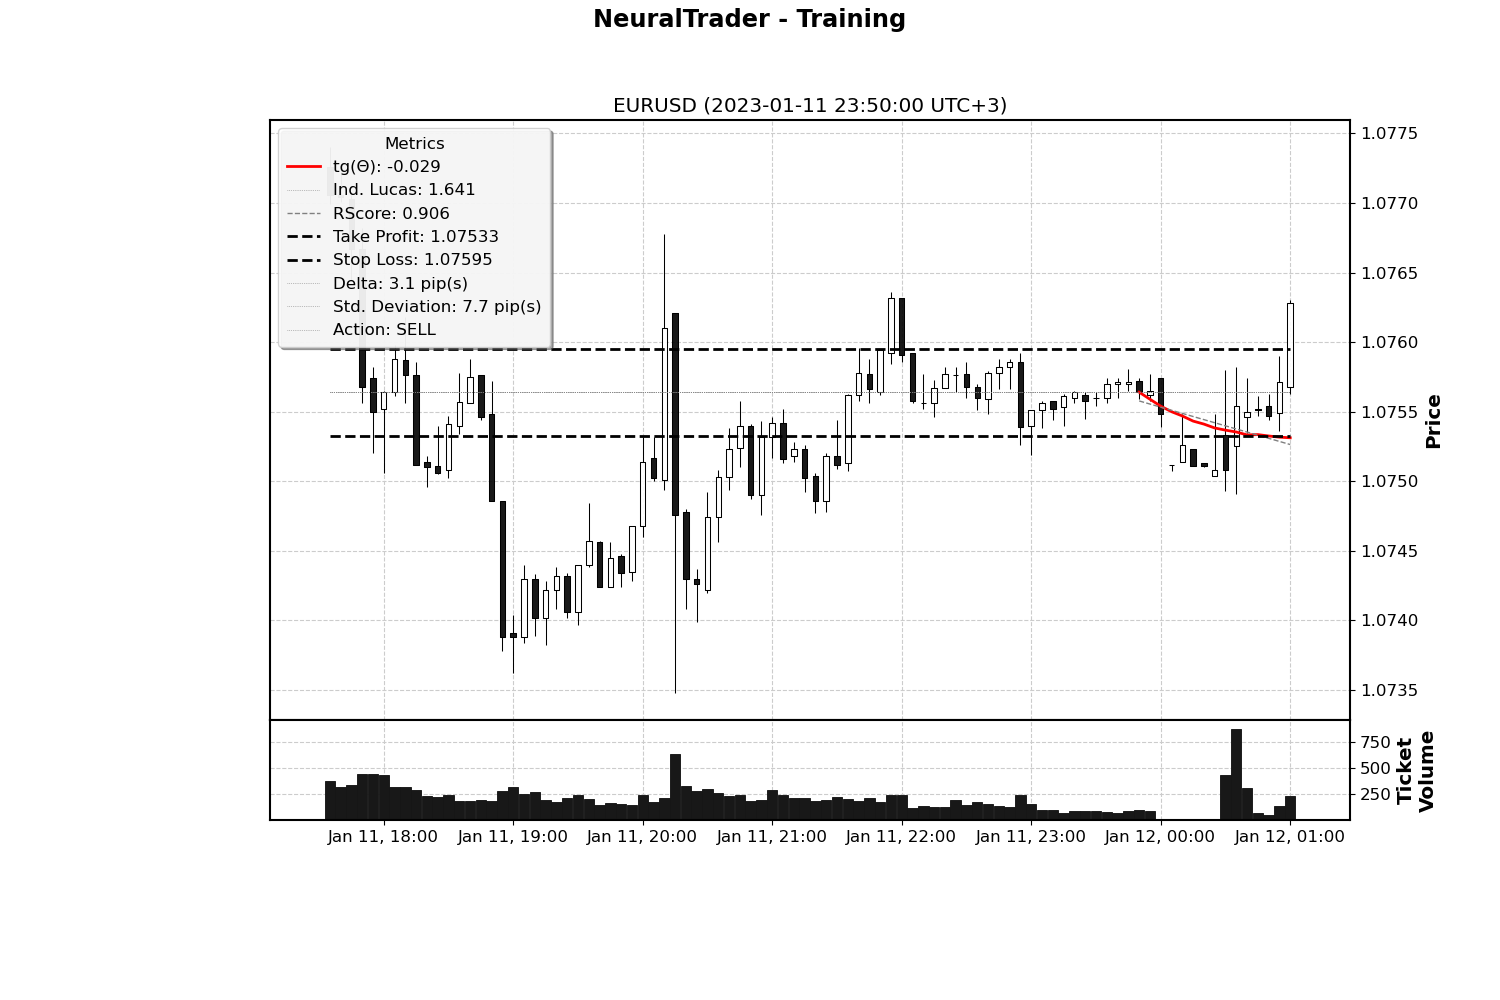 NeuralTrader - Training
EURUSD (2023-01-11 23:50:00 UTC+3)
Metrics
tg(Θ): -0.029
Ind. Lucas: 1.641
RScore: 0.906
Take Profit: 1.07533
Stop Loss: 1.07595
Delta: 3.1 pip(s)
Std. Deviation: 7.7 pip(s)
Action: SELL
1.0775
1.0770
1.0765
1.0760
1.0755
1.0750
1.0745
1.0740
1.0735
Price
750
500
250
Ticket
Volume
Jan 11, 18:00
Jan 11, 19:00
Jan 11, 20:00
Jan 11, 21:00
Jan 11, 22:00
Jan 11, 23:00
Jan 12, 00:00
Jan 12, 01:00